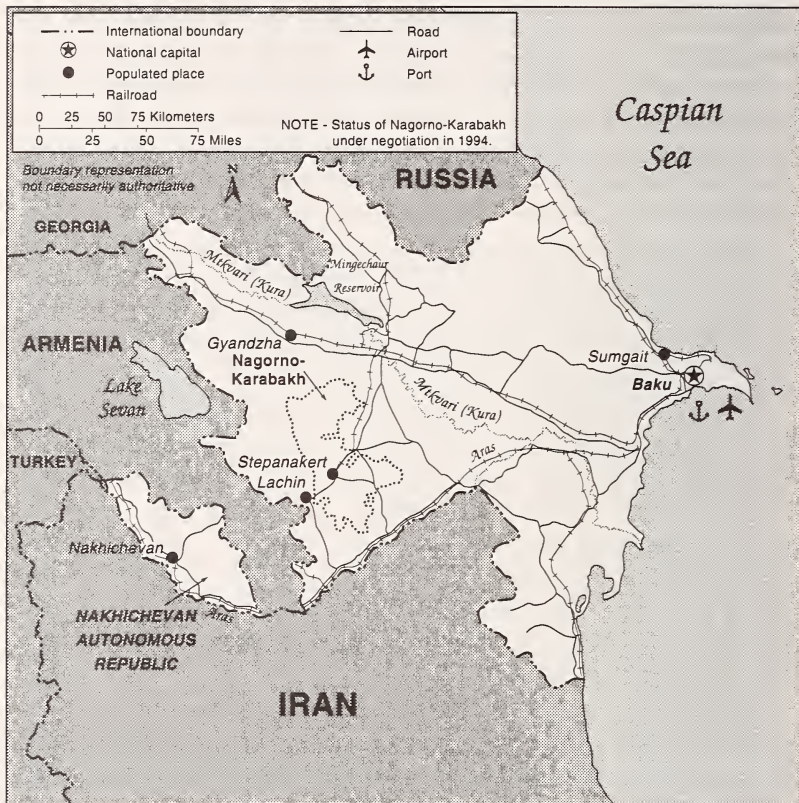 International boundary
National capital
Populated place
Railroad
Road
Airport
Port
0 25 50 75 Kilometers
0 25 50 75 Miles
NOTE - Status of Nagorno-Karabakh
under negotiation in 1994.
Boundary representation
not necessarily authoritative
N
Caspian
Sea
RUSSIA
GEORGIA
Mtkvari (Kura)
Mingechaur
Reservoir
ARMENIA
Gyandzha
Nagorno-
Karabakh
Sumgait
Baku
Lake
Sevan
Mtkvari (Kura)
Aras
TURKEY
Stepanakert
Lachin
Nakhichevan
Aras
NAKHICHEVAN
AUTONOMOUS
REPUBLIC
IRAN